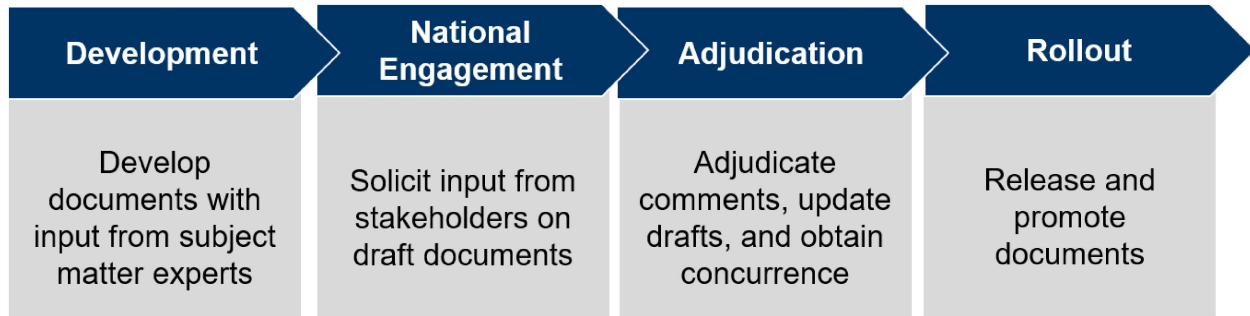 Development
Develop
documents with
input from subject
matter experts
National
Engagement
Solicit input from
stakeholders on
draft documents
Adjudication
Adjudicate
comments, update
drafts, and obtain
concurrence
Rollout
Release and
promote
documents